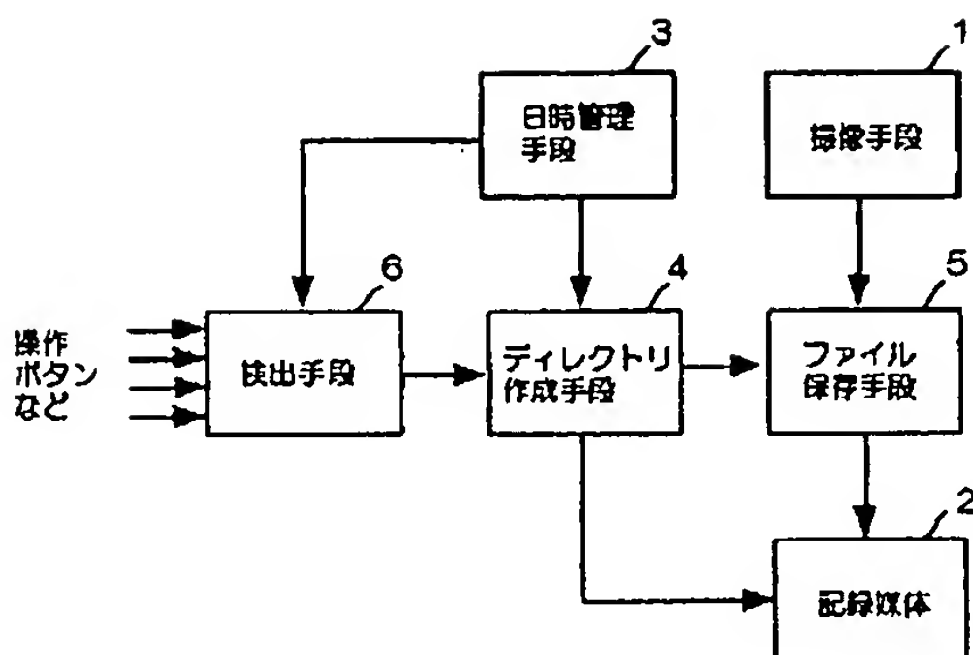 3
1
日時管理
手段
撮像手段
6
4
5
操作
ボタン
など
検出手段
ディレクトリ
作成手段
ファイル
保存手段
2
記録媒体